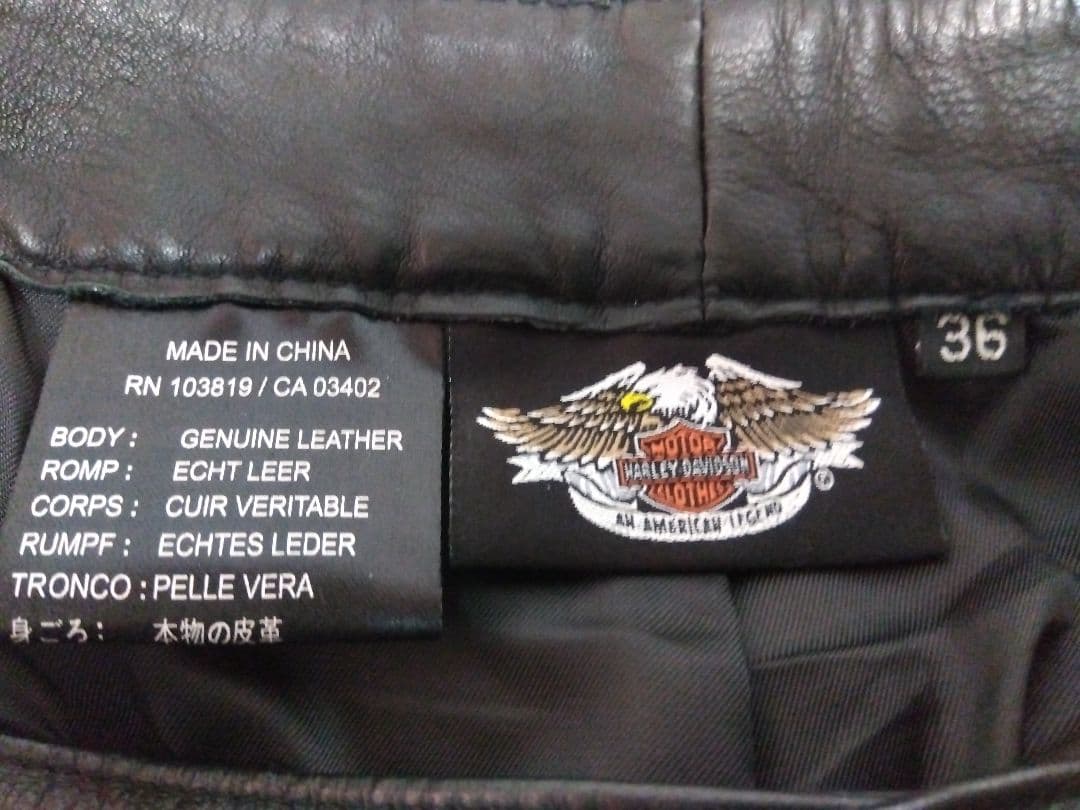 MADE IN CHINA
RN 103819 / CA 03402
BODY : GENUINE LEATHER
ROMP : ECHT LEER
CORPS : CUIR VERITABLE
RUMPF : ECHTES LEDER
TRONCO : PELLE VERA
身ごろ : 本物の皮革
MOTOR
HARLEY-DAVIDSON
CLOTHES
AN AMERICAN LEGEND
36